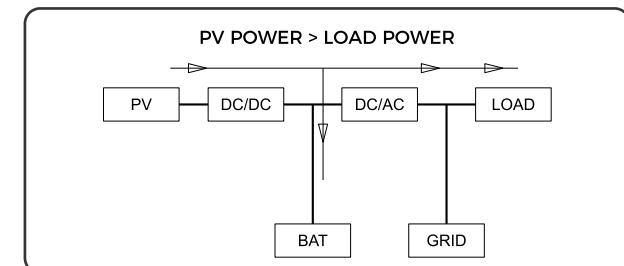 PV POWER > LOAD POWER
PV DC/DC DC/AC LOAD
BAT GRID